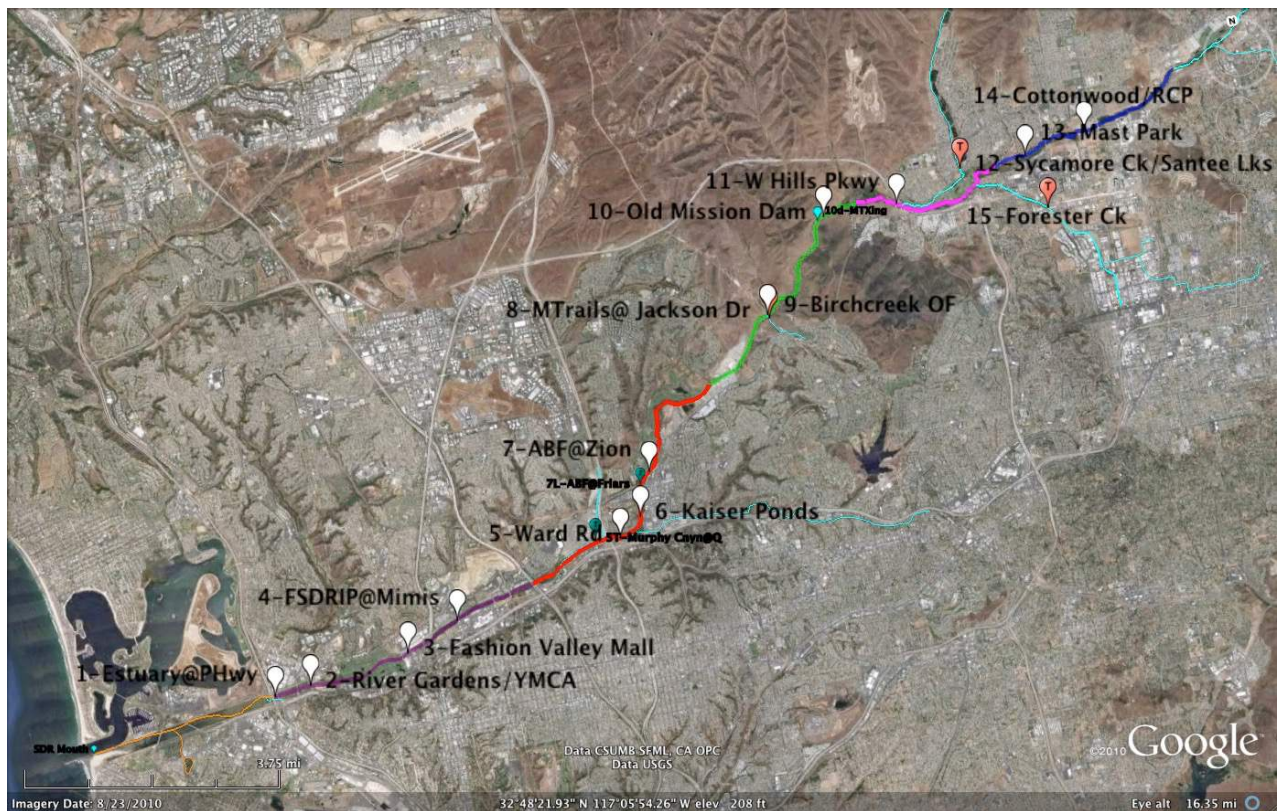 N
14-Cottonwood/RCP
13-Mast Park
T
12-Sycamore Ck/Santee Lks
11-W Hills Pkwy
T
10-Old Mission Dam
10d-MTXing
15-Forester Ck
8-MTrails@ Jackson Dr
9-Birchcreek OF
7-ABF@Zion
7L-ABF@Friars
6-Kaiser Ponds
5-Ward Rd
5T-Murphy Cnyn@Q
4-FSDRIP@Mimis
3-Fashion Valley Mall
1-Estuary@PHwy
2-River Gardens/YMCA
SDR Mouth
3.75 mi
Data CSUMB SFML, CA OPC
Data USGS
©2010 Google
Imagery Date: 8/23/2010
32°48'21.93" N 117°05'54.26" W elev 208 ft
Eye alt 16.35 mi